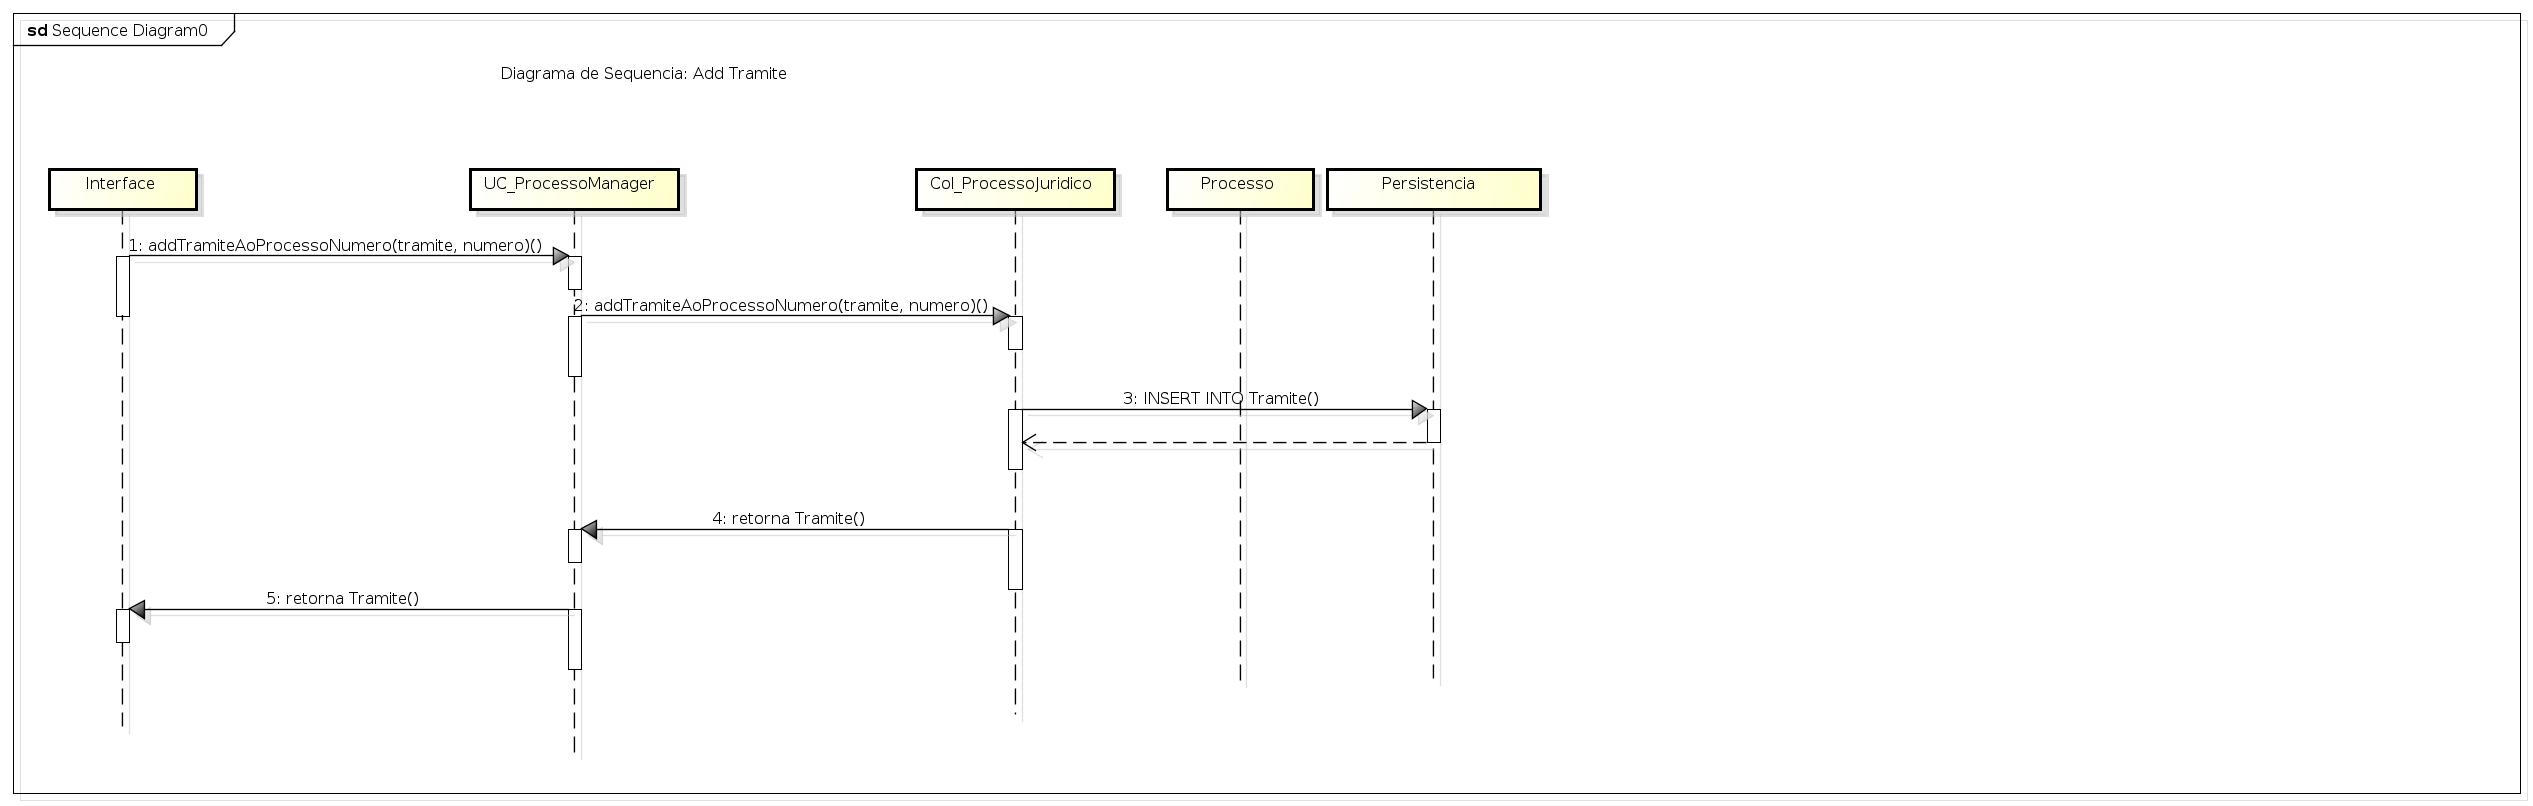 sd Sequence Diagram0
Diagrama de Sequencia: Add Tramite
Interface
UC_ProcessoManager
Col_ProcessoJuridico
Processo
Persistencia
1: addTramiteAoProcessoNumero(tramite, numero)()
2: addTramiteAoProcessoNumero(tramite, numero)()
3: INSERT INTO Tramite()
4: retorna Tramite()
5: retorna Tramite()